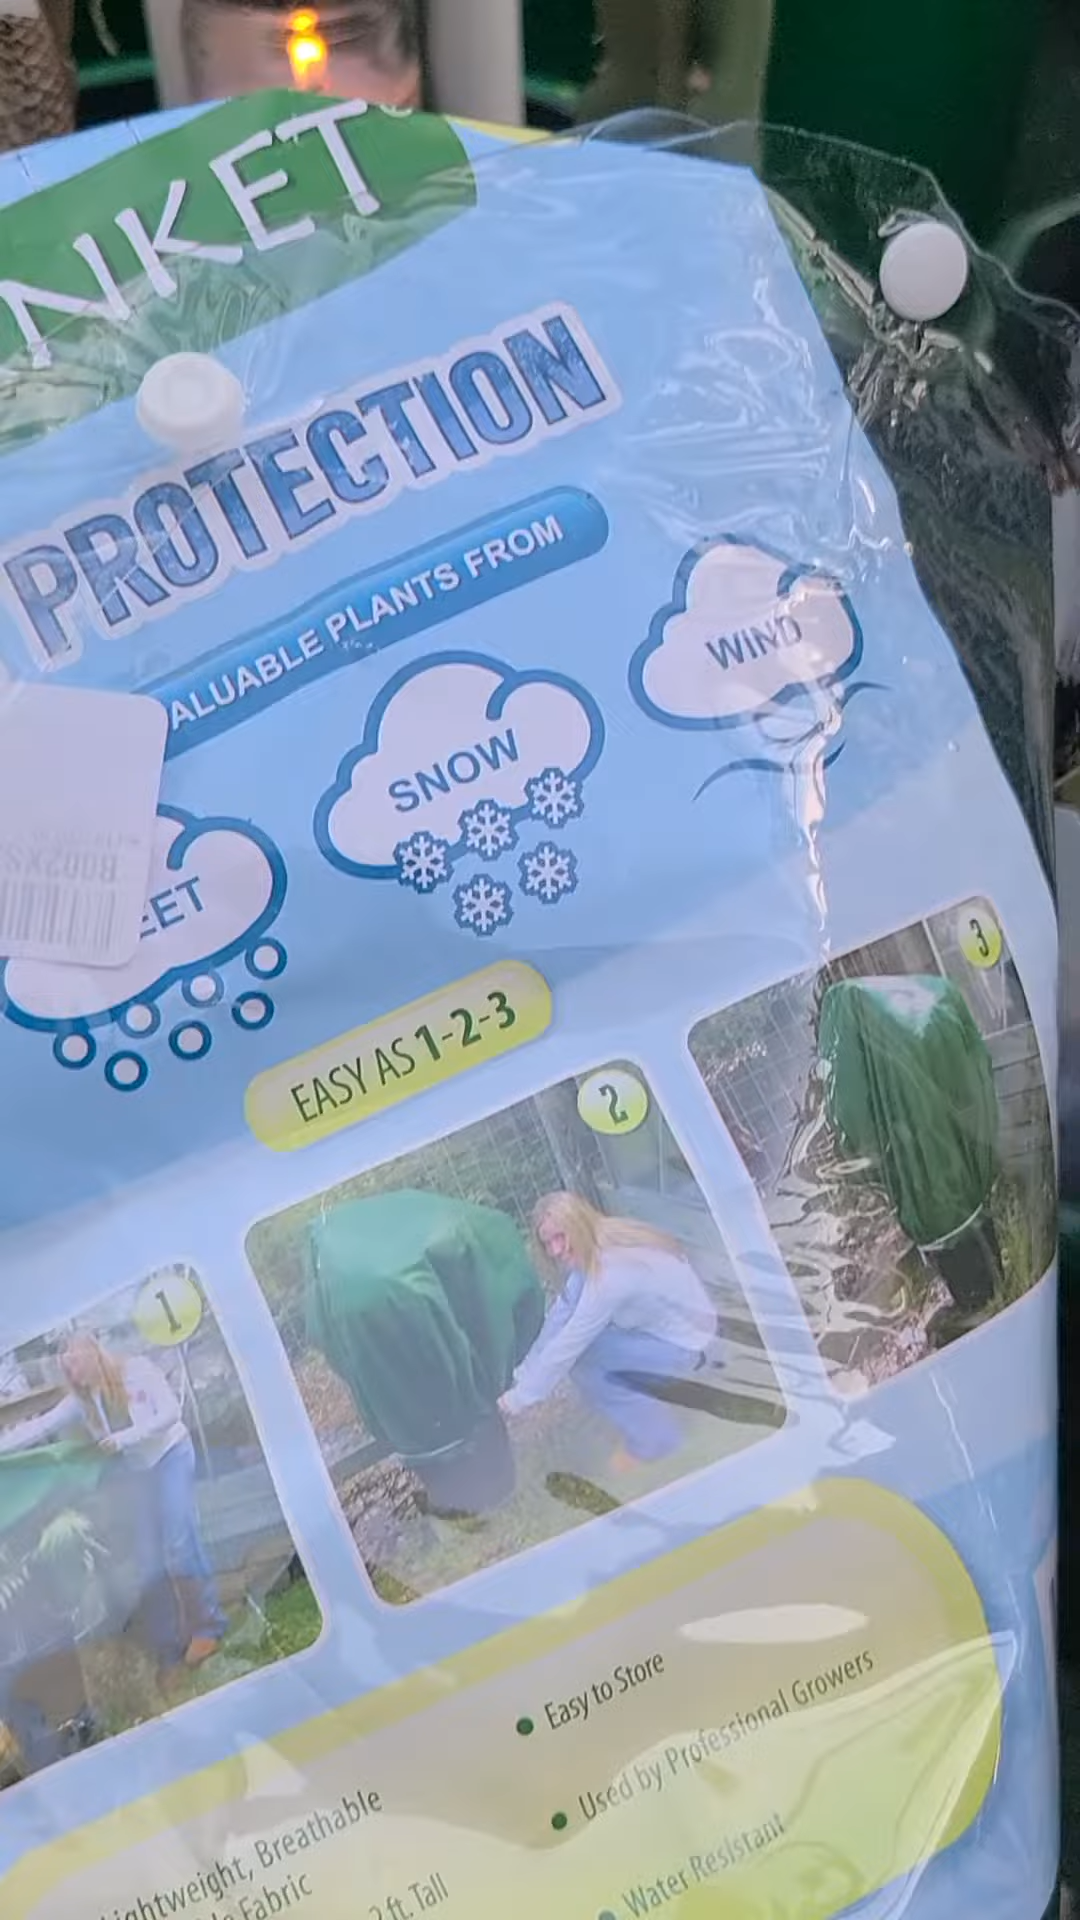 NKET
PROTECTION
ALUABLE PLANTS FROM
WIND
SNOW
EET
EASY AS 1-2-3
1
2
3
Easy to Store
Used by Professional Growers
Water Resistant
Lightweight, Breathable
Fabric
2 ft. Tall